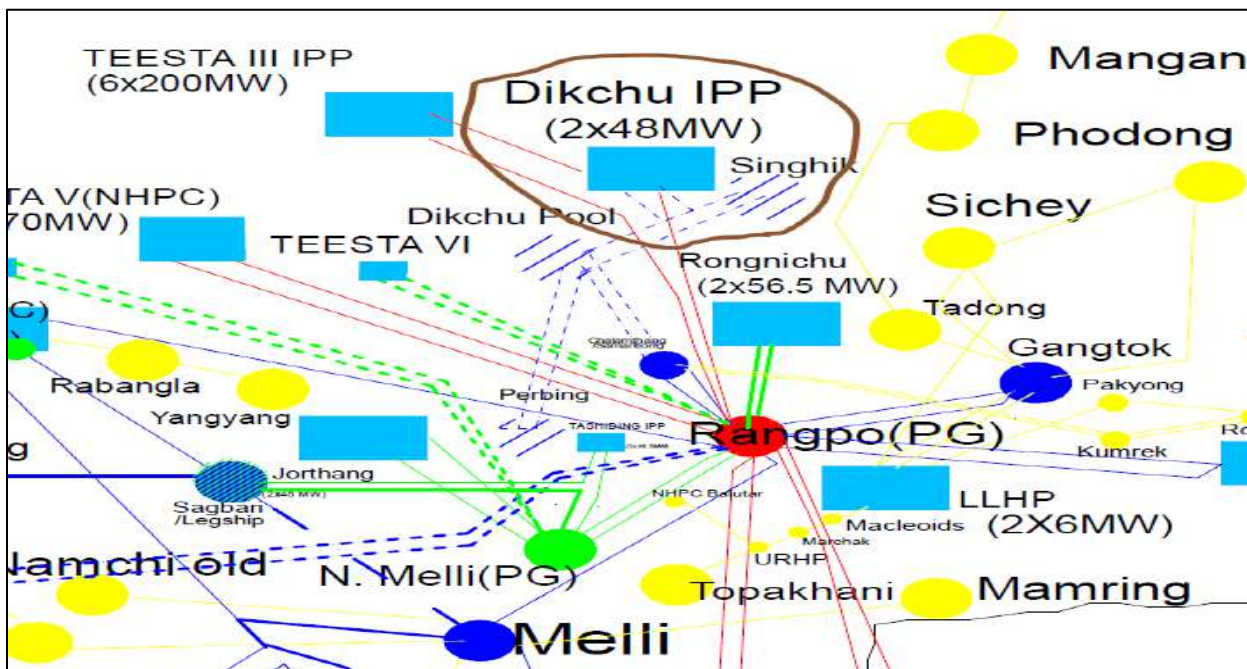 TEESTA III IPP
(6x200MW)
Dikchu IPP
(2x48MW)
Singhik
Mangan
Phodong
Sichey
TA V(NHPC)
70MW)
Dikchu Pool
TEESTA VI
Rongnichu
(2x56.5 MW)
Tadong
Gangtok
Pakyong
C)
Rabangla
Yangyang
Perbing
TASHIDING IPP
Rangpo(PG)
Kumrek
Ro
g
Jorthang
Sagbari
/Legship
NHPC Balutar
LLHP
(2X6MW)
Macleoids
Marchak
URHP
Namchi old
N. Melli(PG)
Topakhani
Mamring
Melli